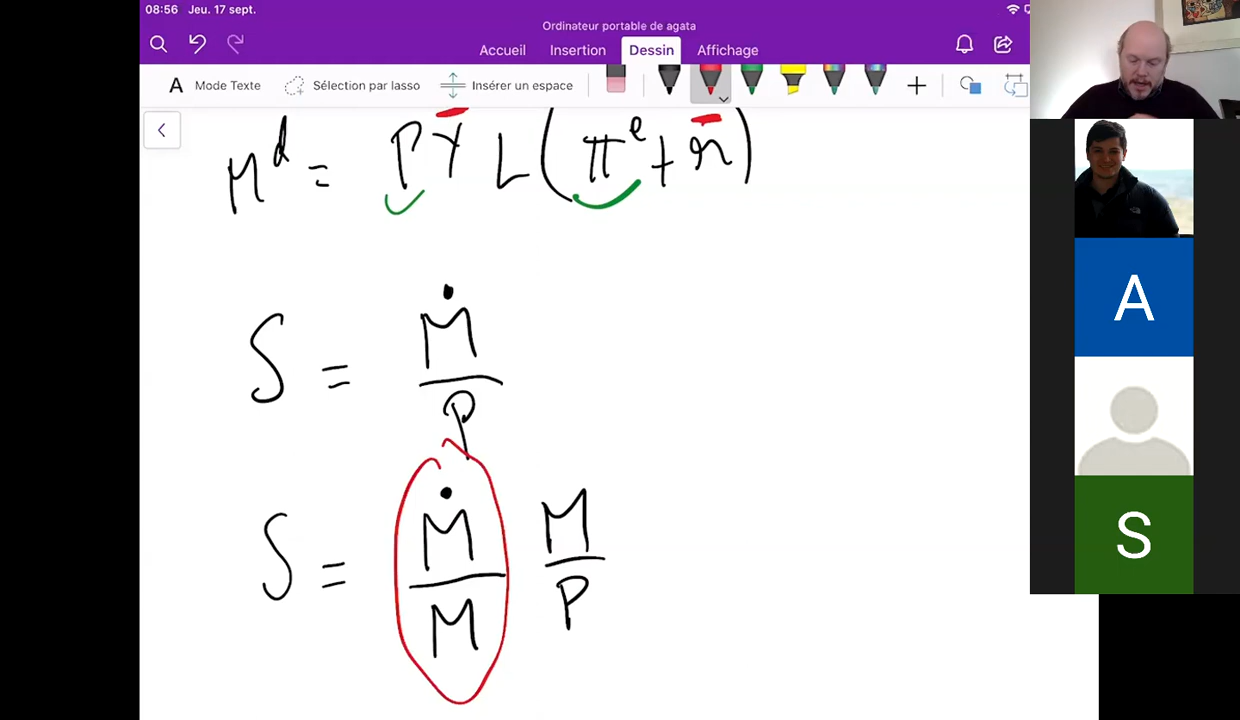 08:56 Jeu. 17 sept.
Ordinateur portable de agata
Accueil Insertion Dessin Affichage
A Mode Texte Sélection par lasso Insérer un espace
M^d = P Ȳ L(π^e + r̄)
S = Ṁ/P
S = Ṁ/M M/P
A
S